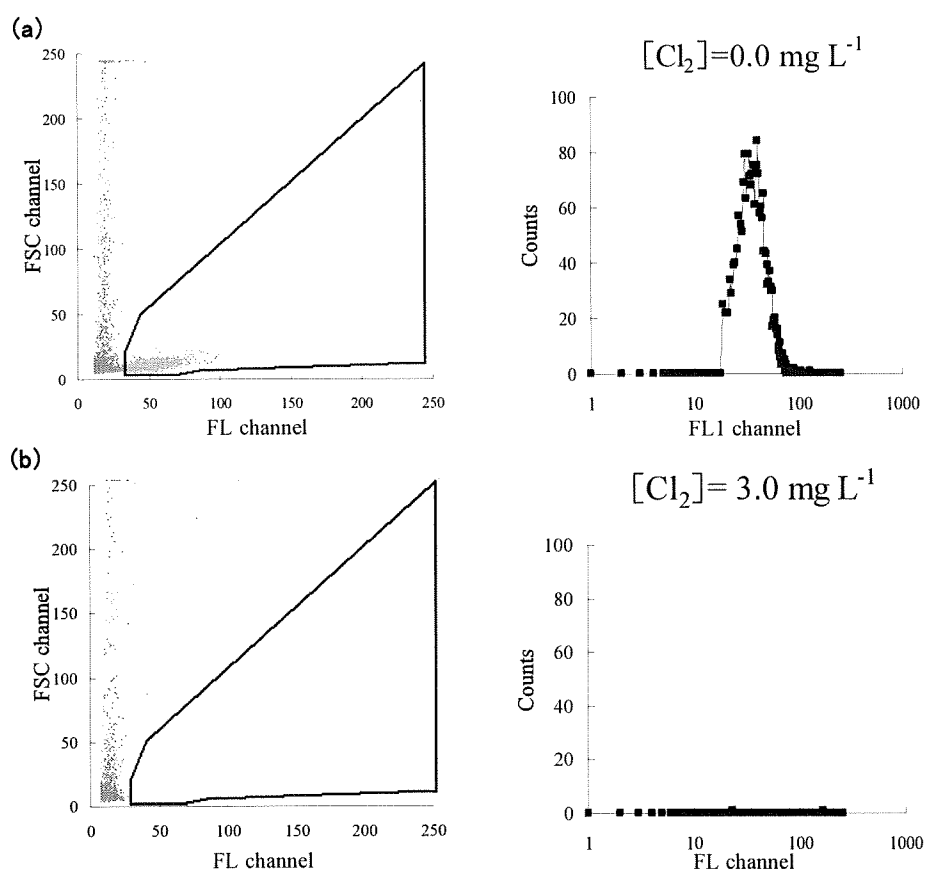 (a)
[Cl₂]=0.0 mg L⁻¹
250
200
150
100
50
0
FSC channel
0 50 100 150 200 250
FL channel
100
80
60
40
20
0
Counts
1 10 100 1000
FL1 channel
(b)
[Cl₂]= 3.0 mg L⁻¹
250
200
150
100
50
0
FSC channel
0 50 100 150 200 250
FL channel
100
80
60
40
20
0
Counts
1 10 100 1000
FL channel